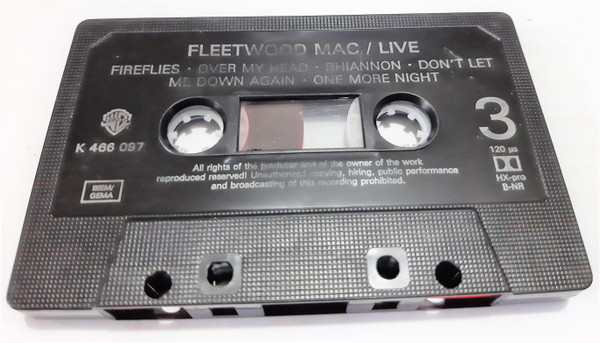 FLEETWOOD MAC / LIVE
FIREFLIES · OVER MY HEAD · RHIANNON · DON'T LET
ME DOWN AGAIN · ONE MORE NIGHT
3
K 466 097
120 µs
HX-pro
B-NR
BIEM/
GEMA
All rights of the producer and of the owner of the work
reproduced reserved! Unauthorized copying, hiring, public performance
and broadcasting of this recording prohibited.